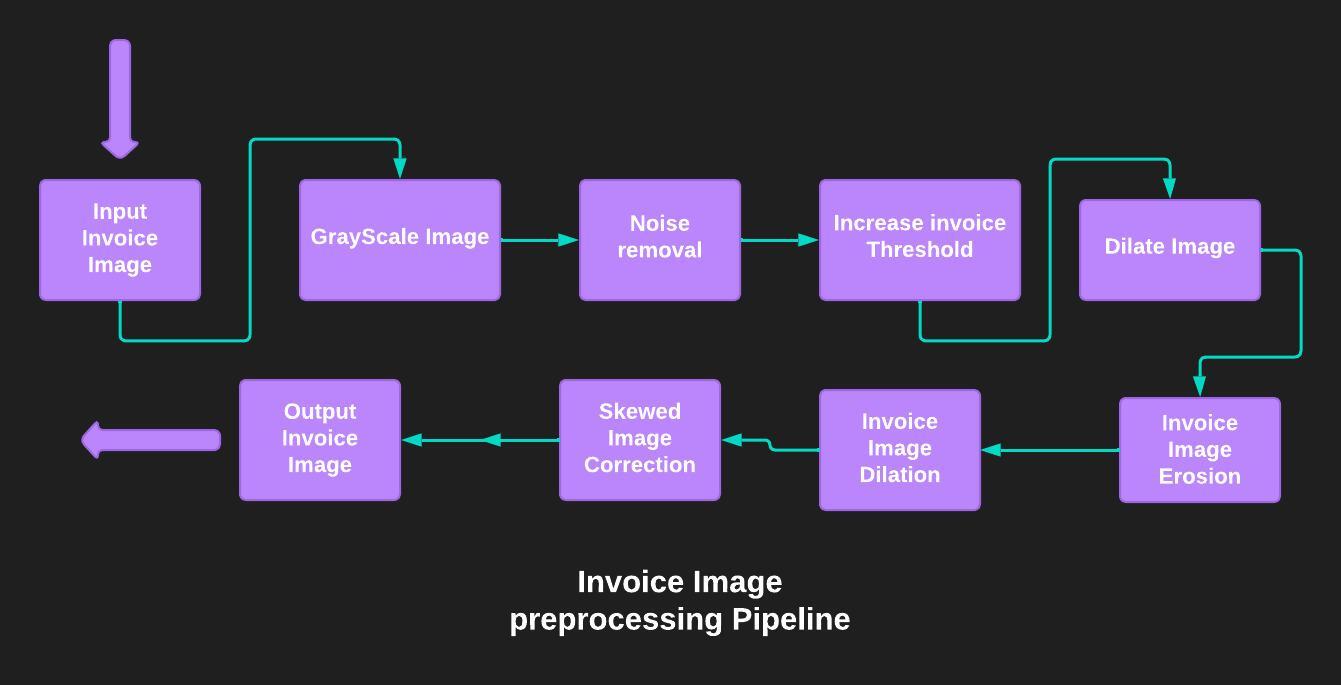 Input
Invoice
Image
GrayScale Image
Noise
removal
Increase invoice
Threshold
Dilate Image
Invoice
Image
Erosion
Invoice
Image
Dilation
Skewed
Image
Correction
Output
Invoice
Image
Invoice Image
preprocessing Pipeline